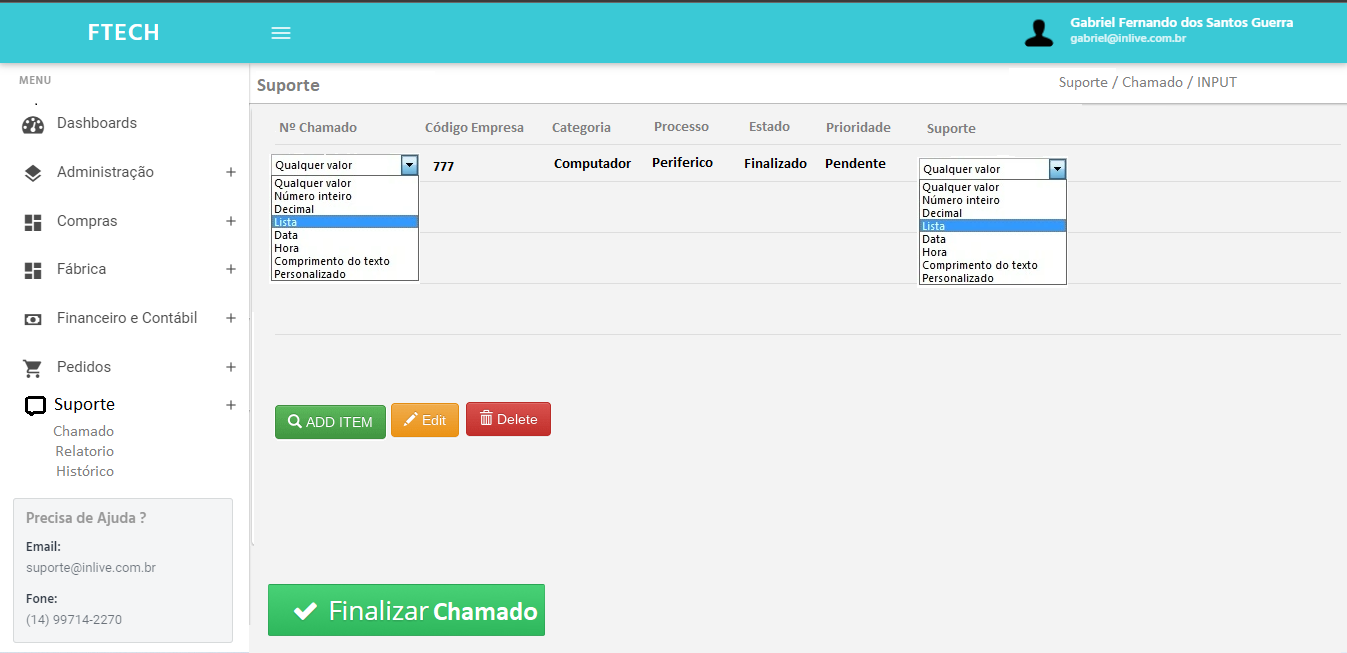 FTECH
Gabriel Fernando dos Santos Guerra
gabriel@inlive.com.br
MENU
Dashboards
Administração +
Compras +
Fábrica +
Financeiro e Contábil +
Pedidos +
Suporte +
Chamado
Relatorio
Histórico
Precisa de Ajuda ?
Email:
suporte@inlive.com.br
Fone:
(14) 99714-2270
Suporte
Suporte / Chamado / INPUT
Nº Chamado Código Empresa Categoria Processo Estado Prioridade Suporte
Qualquer valor 777 Computador Periferico Finalizado Pendente Qualquer valor
Qualquer valor
Número inteiro
Decimal
Lista
Data
Hora
Comprimento do texto
Personalizado
Qualquer valor
Número inteiro
Decimal
Lista
Data
Hora
Comprimento do texto
Personalizado
ADD ITEM Edit Delete
Finalizar Chamado